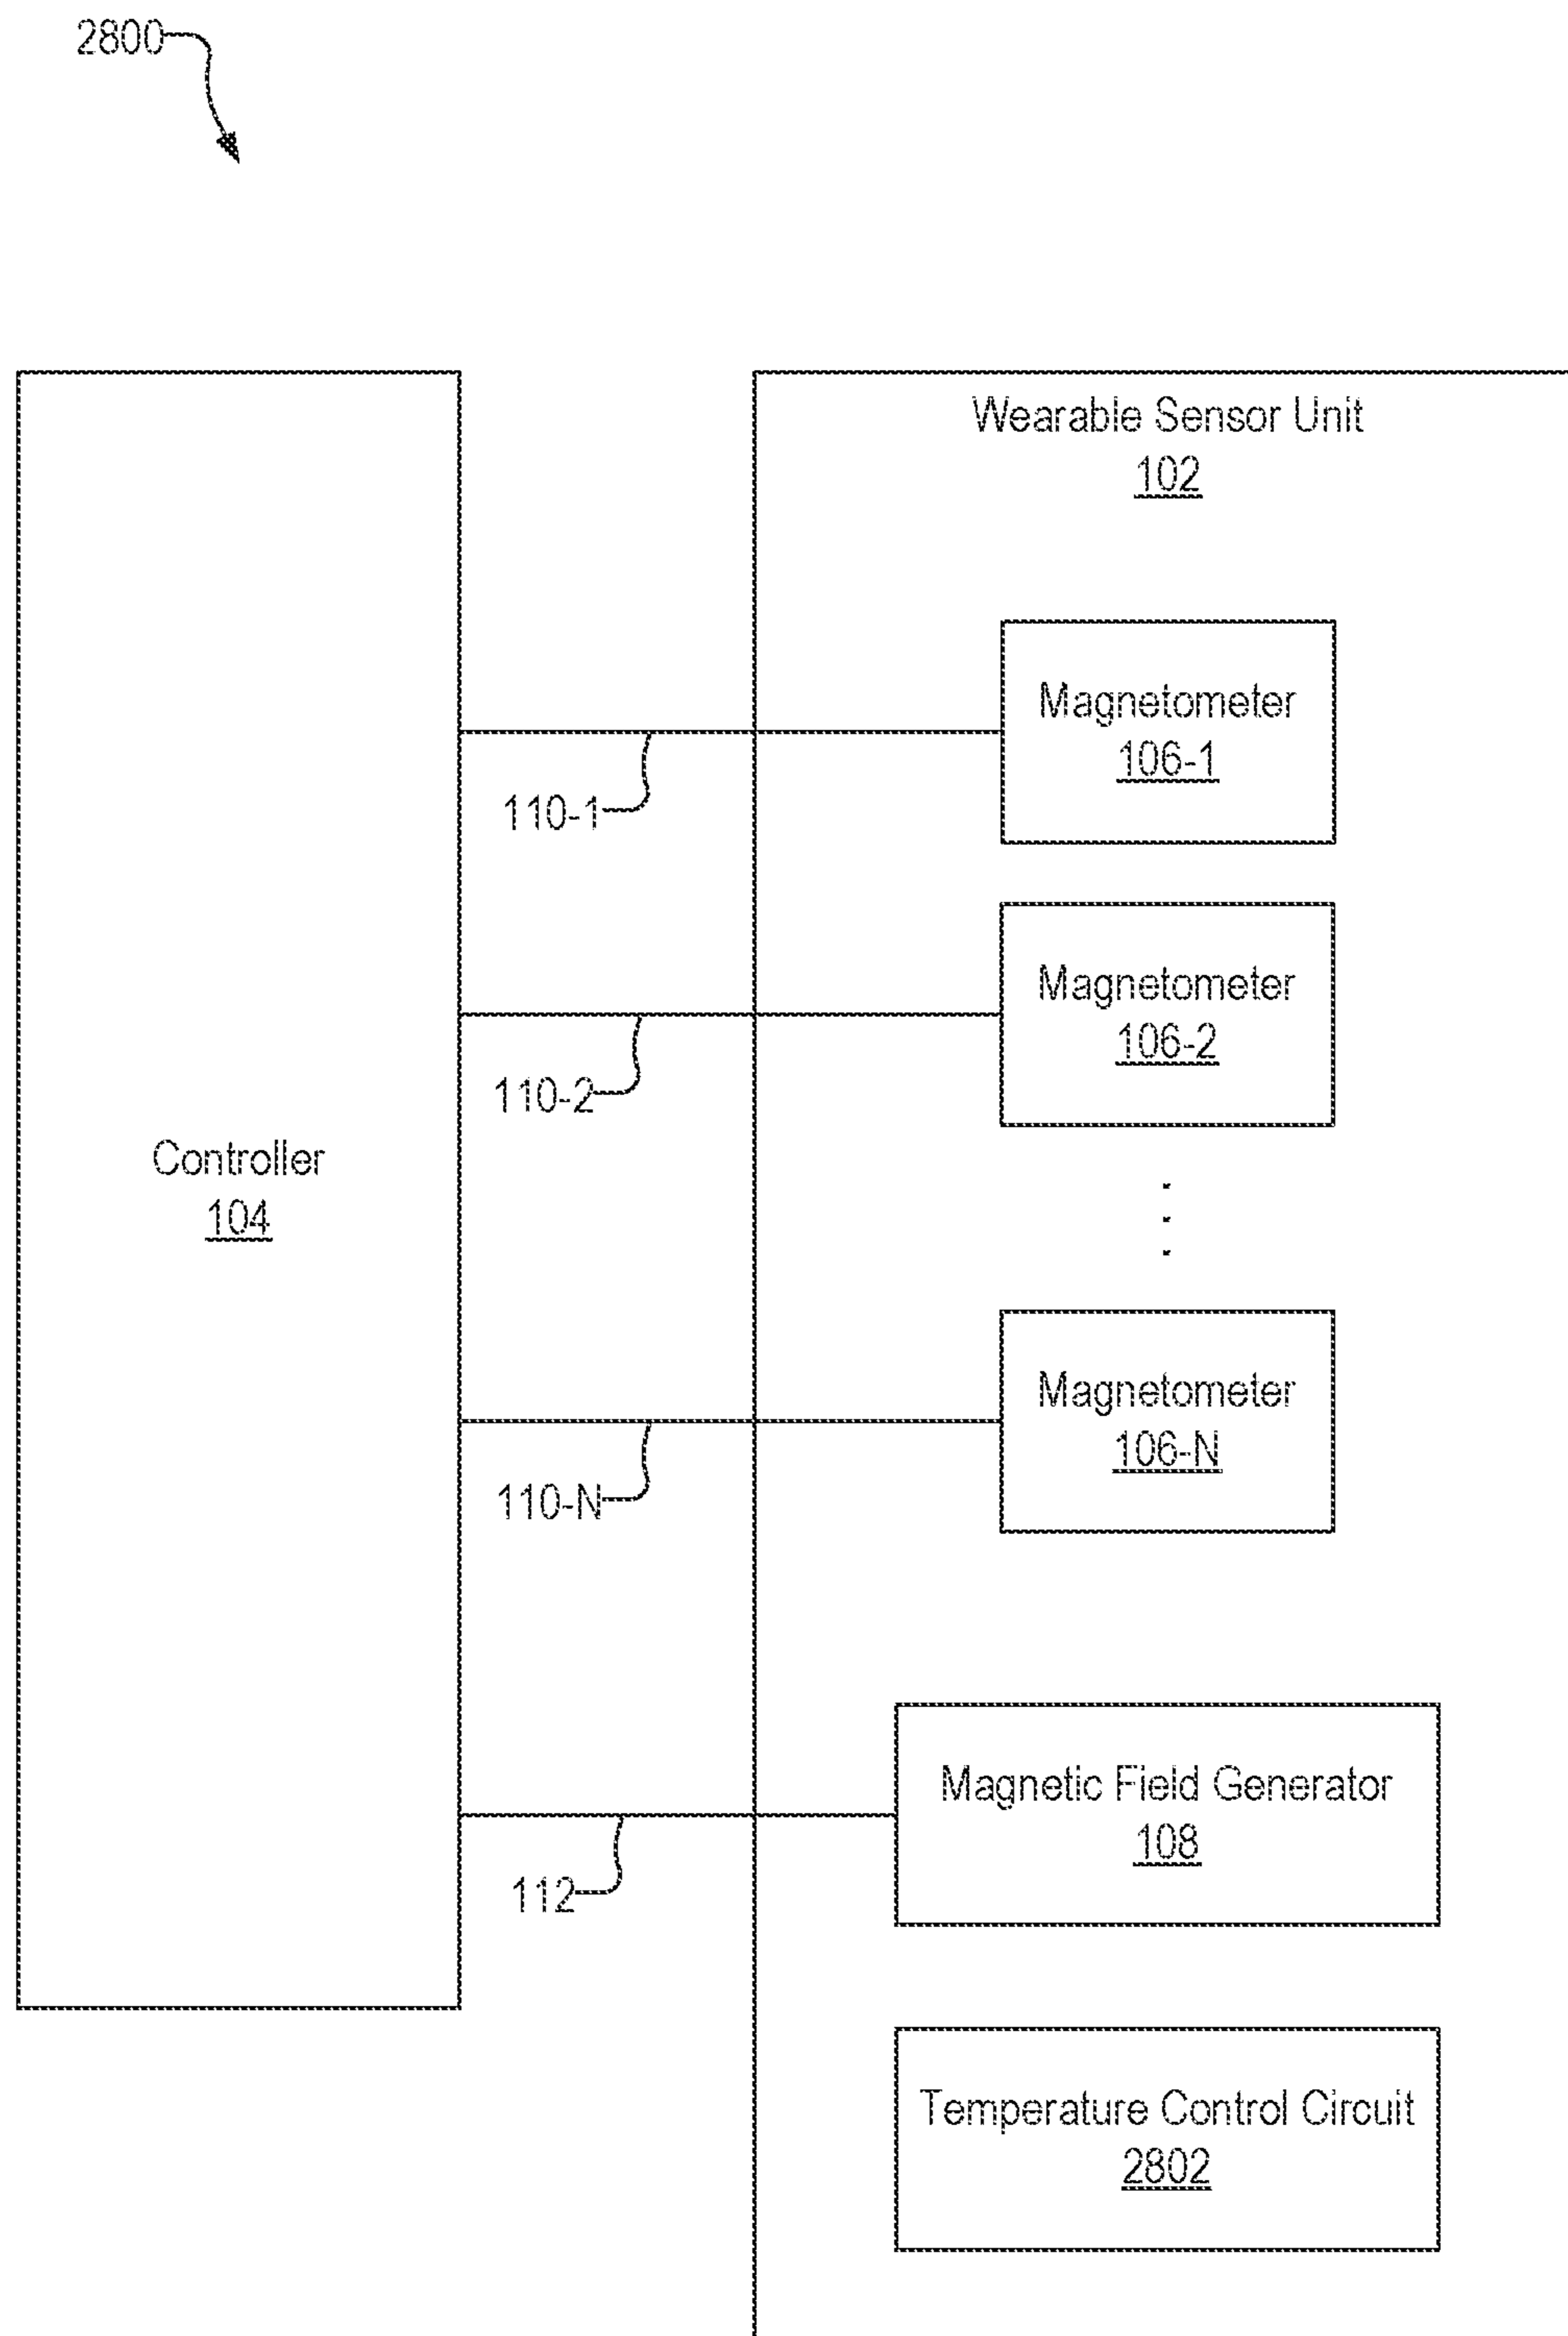 2800
Wearable Sensor Unit
102
Magnetometer
106-1
110-1
Magnetometer
106-2
110-2
Controller
104
Magnetometer
106-N
110-N
Magnetic Field Generator
108
112
Temperature Control Circuit
2802